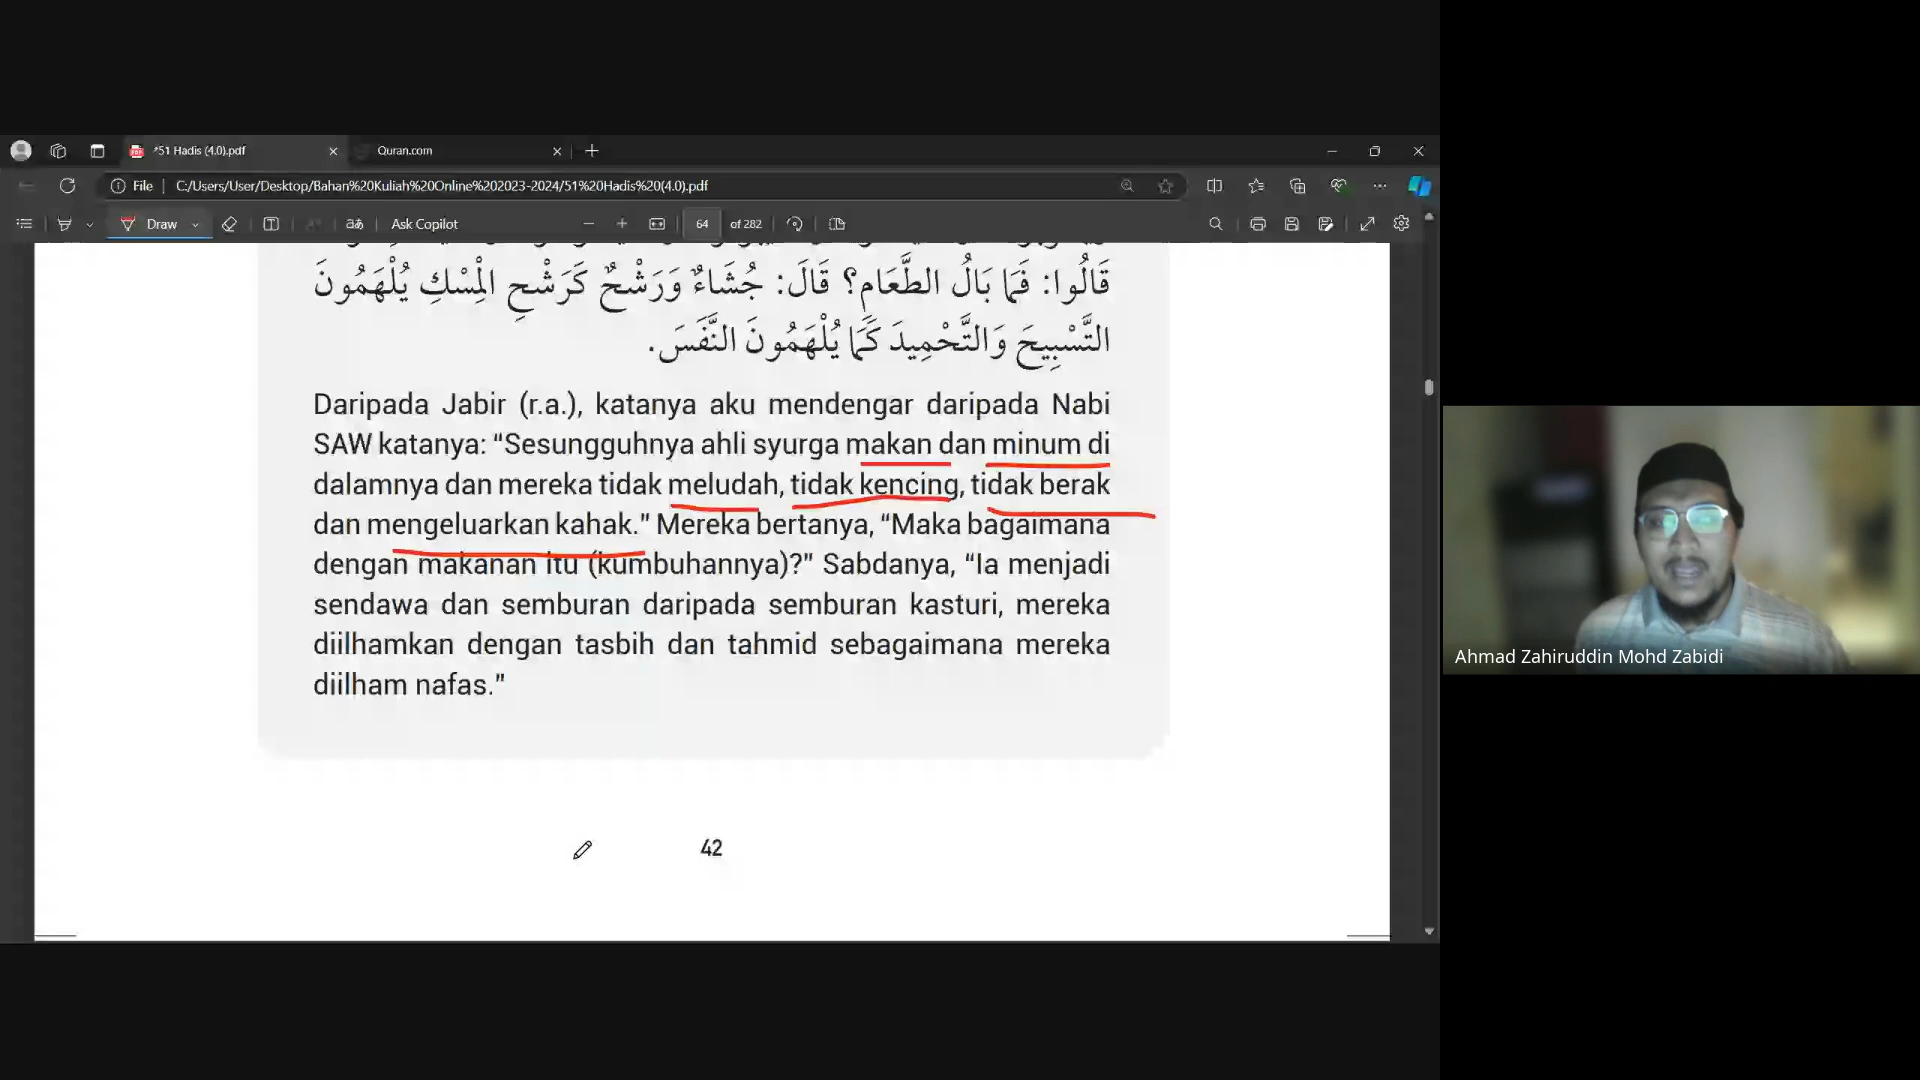 *51 Hadis (4.0).pdf
Quran.com
File
C:/Users/User/Desktop/Bahan%20Kuliah%20Online%202023-2024/51%20Hadis%20(4.0).pdf
Draw
aあ
Ask Copilot
64 of 282
قَالُوا: فَمَا بَالُ الطَّعَامِ؟ قَالَ: جُشَاءٌ وَرَشْحٌ كَرَشْحِ الْمِسْكِ يُلْهَمُونَ
التَّسْبِيحَ وَالتَّحْمِيدَ كَمَا يُلْهَمُونَ النَّفَسَ.
Daripada Jabir (r.a.), katanya aku mendengar daripada Nabi
SAW katanya: “Sesungguhnya ahli syurga makan dan minum di
dalamnya dan mereka tidak meludah, tidak kencing, tidak berak
dan mengeluarkan kahak.” Mereka bertanya, “Maka bagaimana
dengan makanan itu (kumbuhannya)?” Sabdanya, “Ia menjadi
sendawa dan semburan daripada semburan kasturi, mereka
diilhamkan dengan tasbih dan tahmid sebagaimana mereka
diilham nafas.”
42
Ahmad Zahiruddin Mohd Zabidi